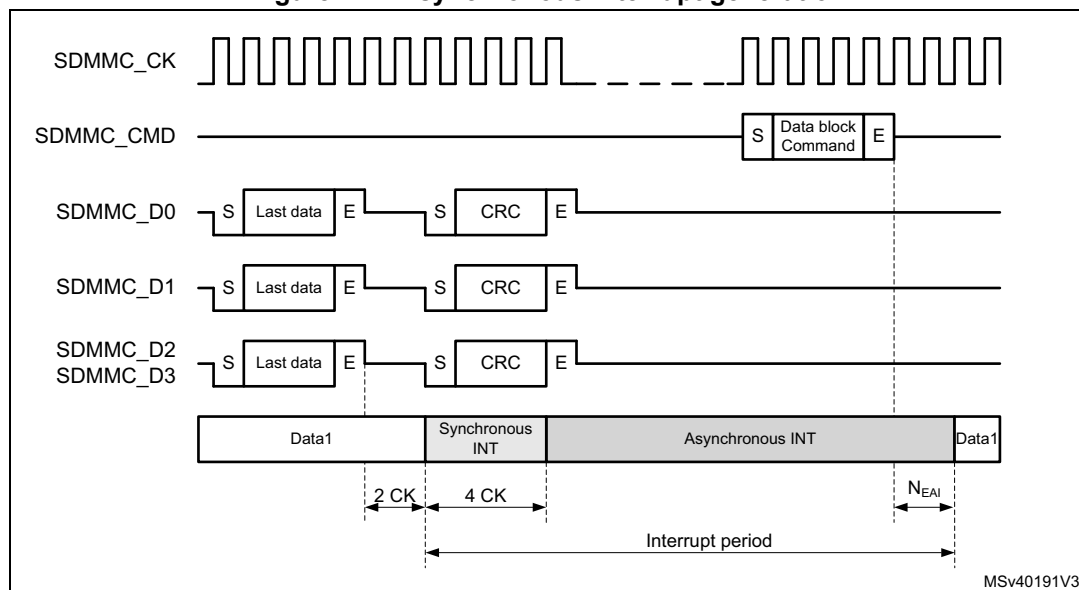 SDMMC_CK
SDMMC_CMD
S Data block Command E
SDMMC_D0 S Last data E S CRC E
SDMMC_D1 S Last data E S CRC E
SDMMC_D2
SDMMC_D3 S Last data E S CRC E
Data1 Synchronous INT Asynchronous INT Data1
2 CK 4 CK NEAI
Interrupt period
MSv40191V3